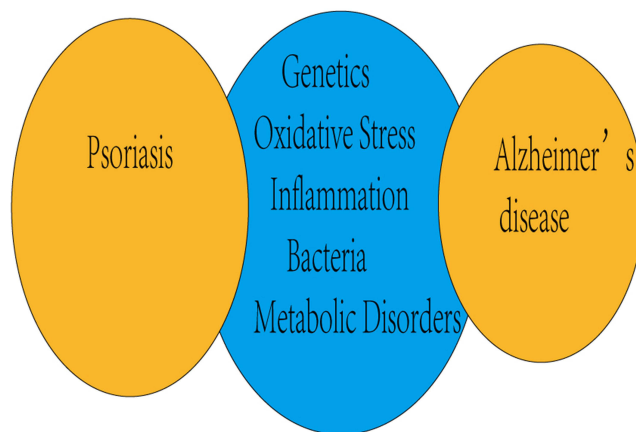 Psoriasis
Genetics
Oxidative Stress
Inflammation
Bacteria
Metabolic Disorders
Alzheimer’s
disease